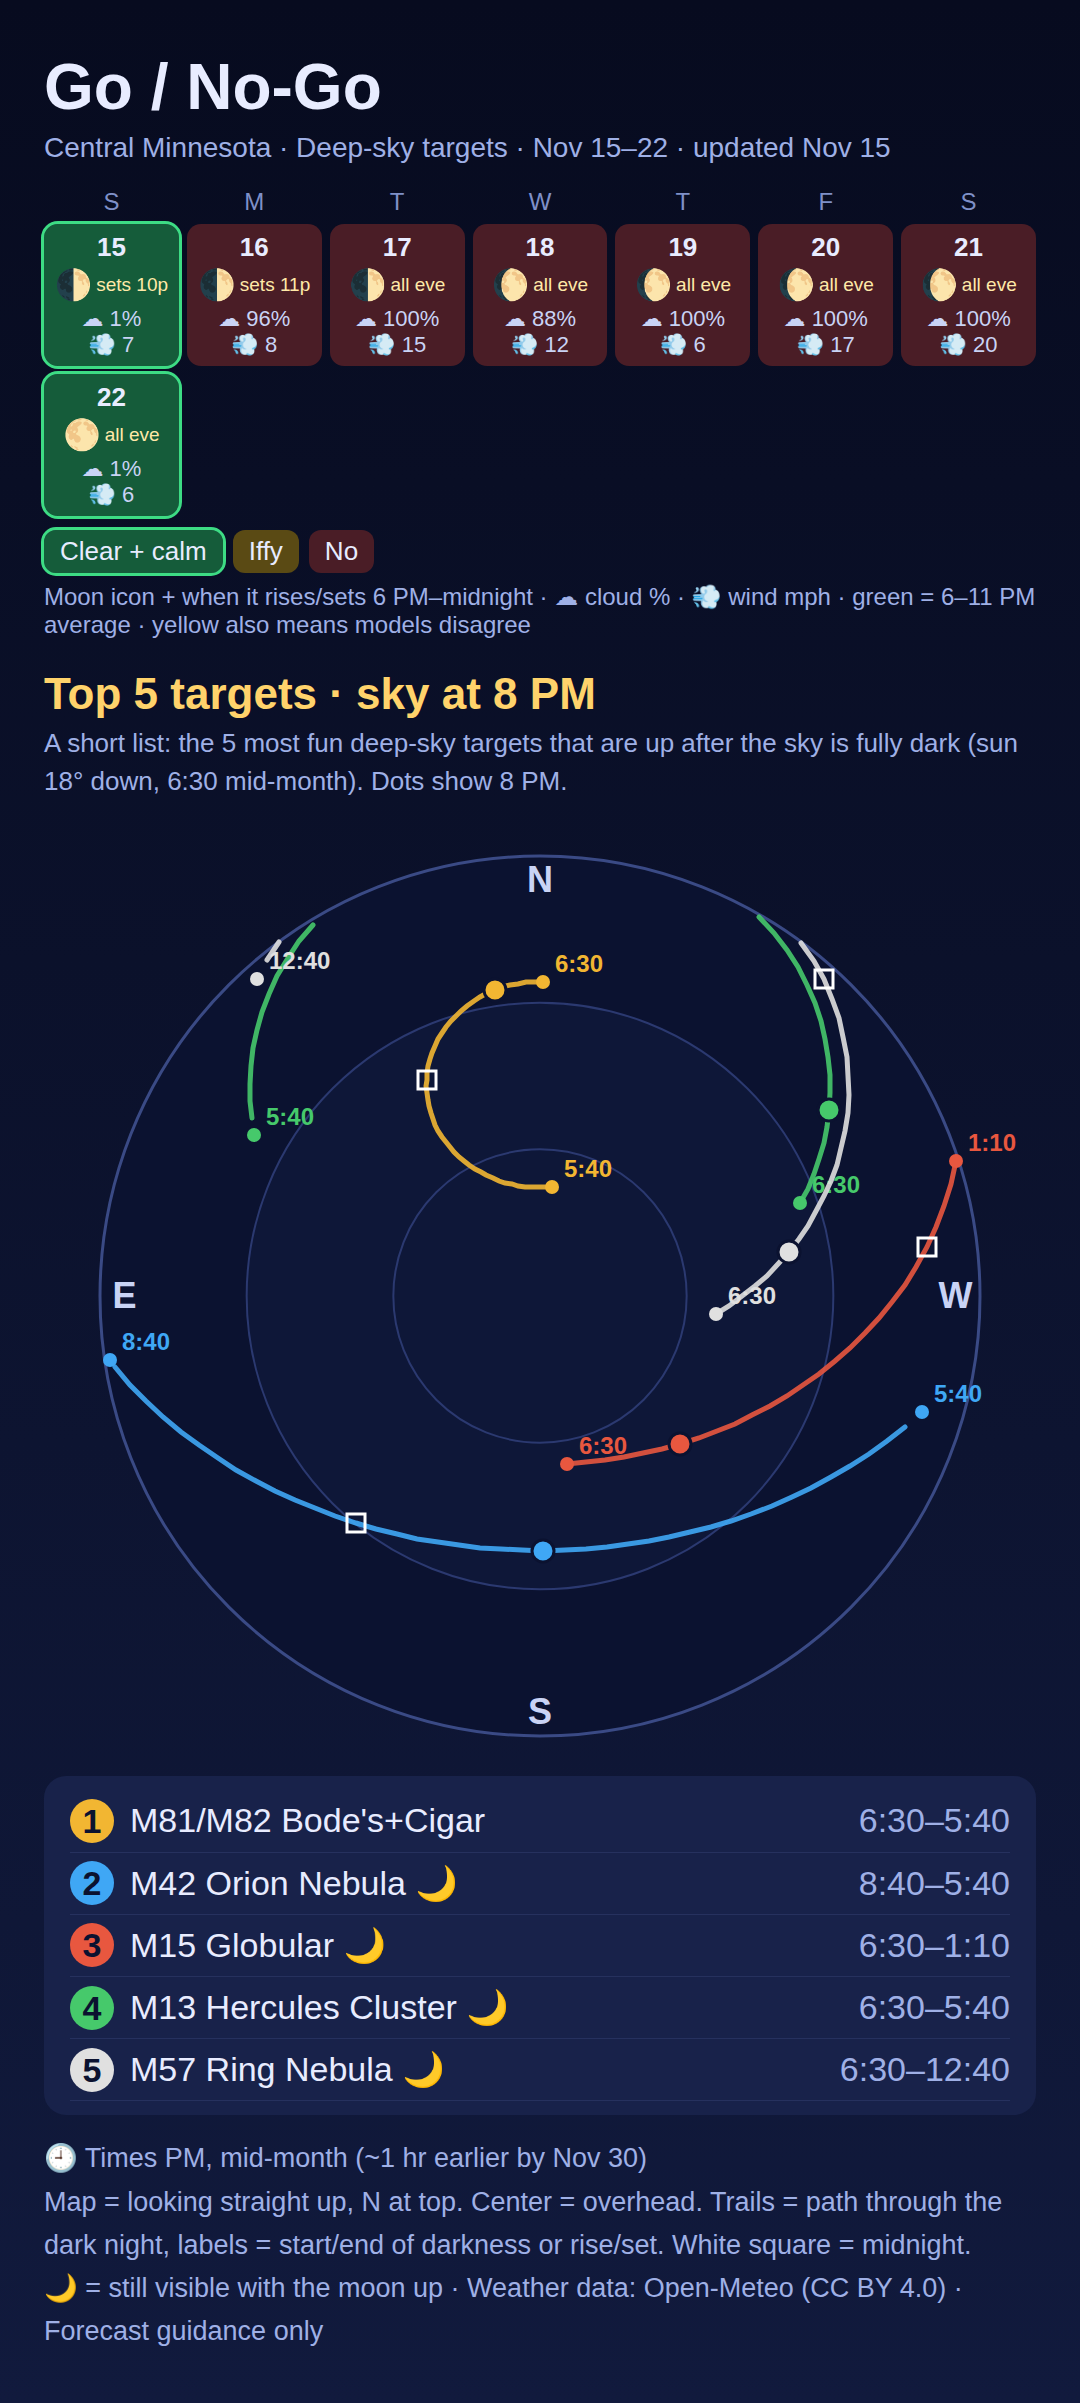 Go / No-Go
Central Minnesota · Deep-sky targets · Nov 15–22 · updated Nov 15
S M T W T F S
15 16 17 18 19 20 21
🌓 sets 10p 🌓 sets 11p 🌓 all eve 🌔 all eve 🌔 all eve 🌔 all eve 🌔 all eve
☁ 1% ☁ 96% ☁ 100% ☁ 88% ☁ 100% ☁ 100% ☁ 100%
💨 7 💨 8 💨 15 💨 12 💨 6 💨 17 💨 20
22
🌕 all eve
☁ 1%
💨 6
Clear + calm Iffy No
Moon icon + when it rises/sets 6 PM–midnight · ☁ cloud % · 💨 wind mph · green = 6–11 PM
average · yellow also means models disagree
Top 5 targets · sky at 8 PM
A short list: the 5 most fun deep-sky targets that are up after the sky is fully dark (sun
18° down, 6:30 mid-month). Dots show 8 PM.
N
12:40
6:30
5:40
1:10
5:40
6:30
E
6:30
W
8:40
5:40
6:30
S
1 M81/M82 Bode's+Cigar 6:30–5:40
2 M42 Orion Nebula 🌙 8:40–5:40
3 M15 Globular 🌙 6:30–1:10
4 M13 Hercules Cluster 🌙 6:30–5:40
5 M57 Ring Nebula 🌙 6:30–12:40
🕘 Times PM, mid-month (~1 hr earlier by Nov 30)
Map = looking straight up, N at top. Center = overhead. Trails = path through the
dark night, labels = start/end of darkness or rise/set. White square = midnight.
🌙 = still visible with the moon up · Weather data: Open-Meteo (CC BY 4.0) ·
Forecast guidance only